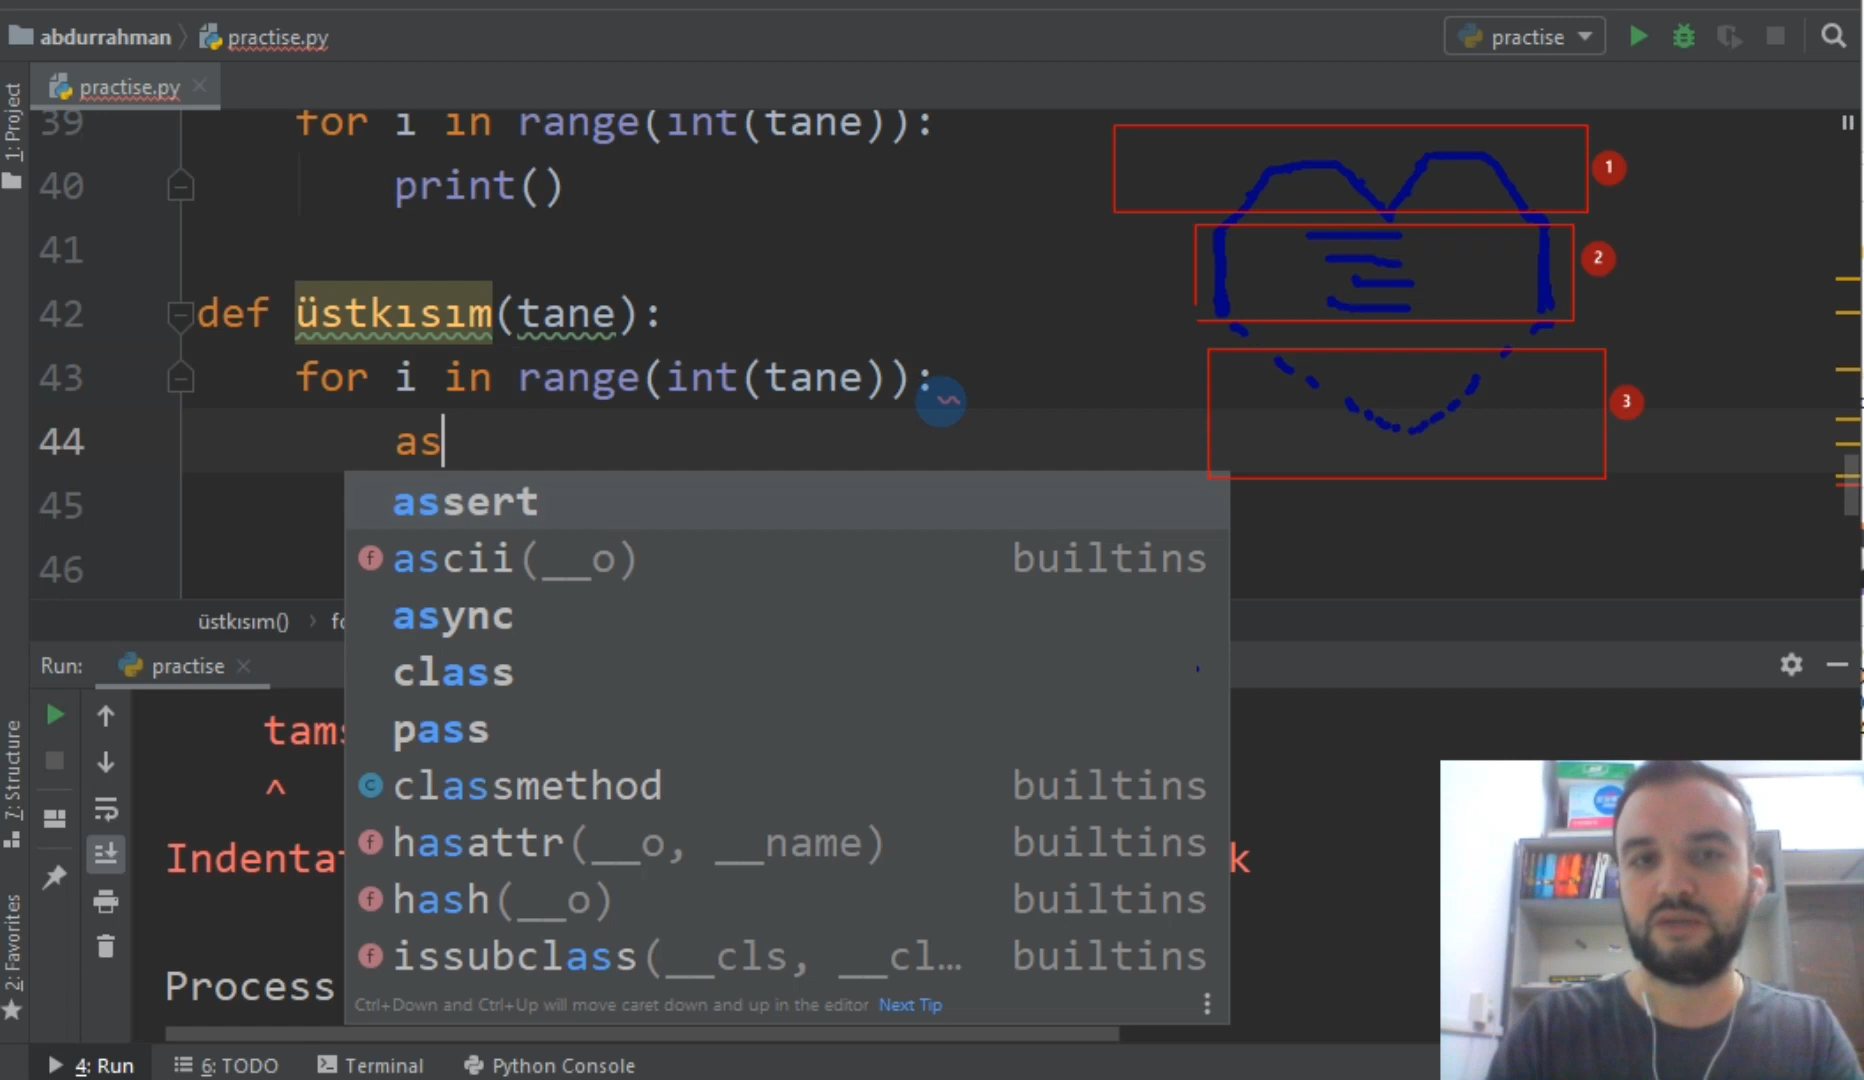 abdurrahman
practise.py
practise
practise.py
1: Project
39 for i in range(int(tane)):
40 print()
41
42 def üstkısım(tane):
43 for i in range(int(tane)):
44 as
45
46
1
2
3
assert
ascii(__o) builtins
async
class
pass
classmethod builtins
hasattr(__o, __name) builtins
hash(__o) builtins
issubclass(__cls, __cl… builtins
Ctrl+Down and Ctrl+Up will move caret down and up in the editor Next Tip
üstkısım()
Run: practise
^
k
Process
7: Structure
2: Favorites
4: Run 6: TODO Terminal Python Console